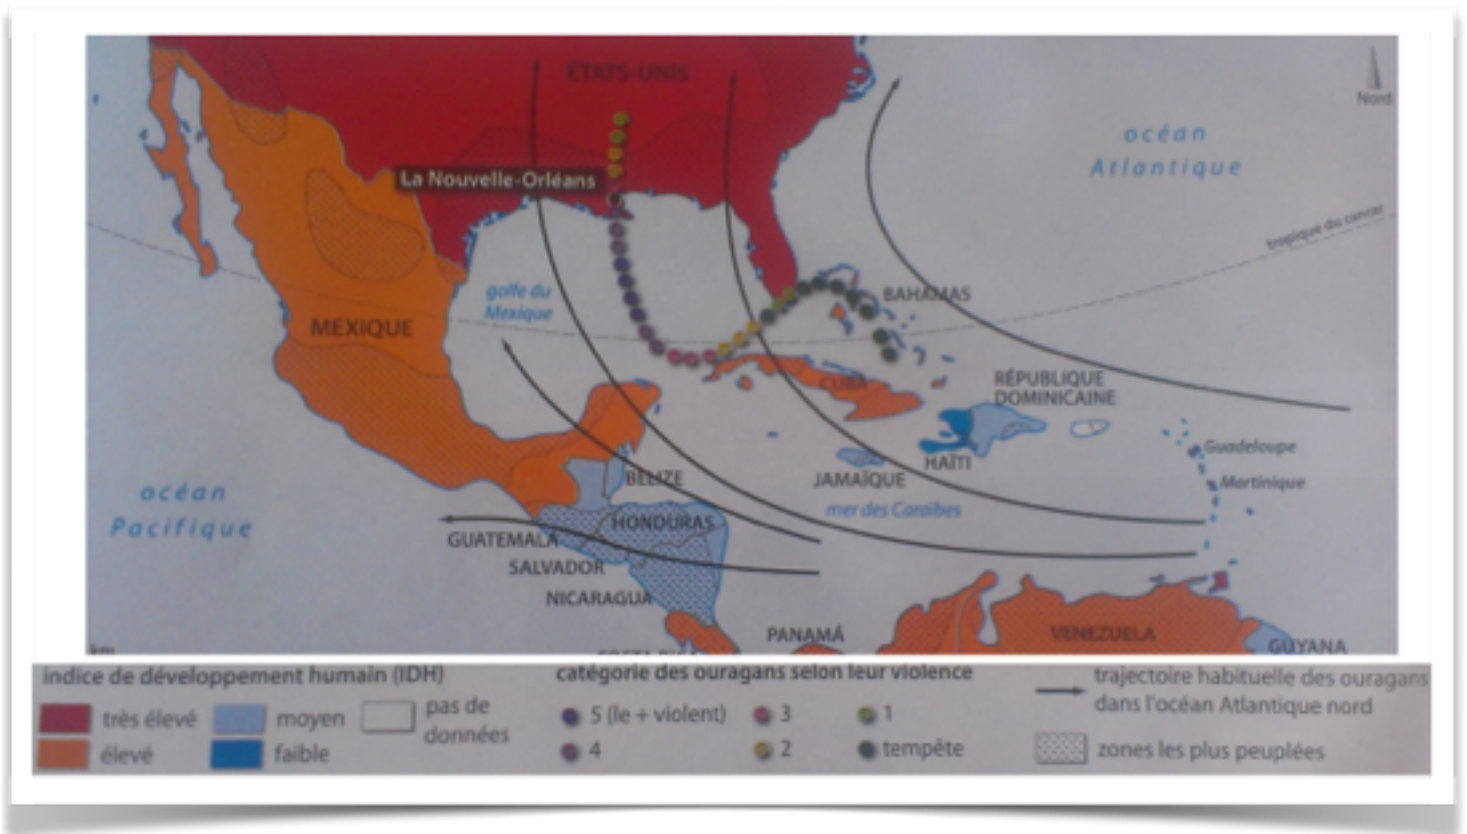 ÉTATS-UNIS
Nord
océan
Atlantique
La Nouvelle-Orléans
tropique du cancer
golfe du
Mexique
BAHAMAS
MEXIQUE
CUBA
RÉPUBLIQUE
DOMINICAINE
Guadeloupe
HAÏTI
BELIZE
JAMAÏQUE
Martinique
océan
Pacifique
mer des Caraïbes
HONDURAS
GUATEMALA
SALVADOR
NICARAGUA
PANAMÁ
VENEZUELA
GUYANA
km
COSTA RICA
indice de développement humain (IDH)
très élevé
élevé
moyen
faible
pas de
données
catégorie des ouragans selon leur violence
5 (le + violent)
4
3
2
1
tempête
trajectoire habituelle des ouragans
dans l'océan Atlantique nord
zones les plus peuplées